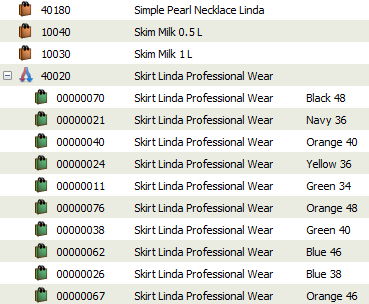 40180 Simple Pearl Necklace Linda
10040 Skim Milk 0.5 L
10030 Skim Milk 1 L
40020 Skirt Linda Professional Wear
00000070 Skirt Linda Professional Wear Black 48
00000021 Skirt Linda Professional Wear Navy 36
00000040 Skirt Linda Professional Wear Orange 40
00000024 Skirt Linda Professional Wear Yellow 36
00000011 Skirt Linda Professional Wear Green 34
00000076 Skirt Linda Professional Wear Orange 48
00000038 Skirt Linda Professional Wear Green 40
00000062 Skirt Linda Professional Wear Blue 46
00000026 Skirt Linda Professional Wear Blue 38
00000067 Skirt Linda Professional Wear Orange 46